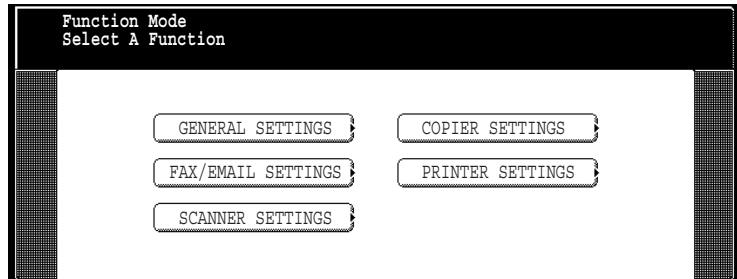 Function Mode
Select A Function
GENERAL SETTINGS
COPIER SETTINGS
FAX/EMAIL SETTINGS
PRINTER SETTINGS
SCANNER SETTINGS